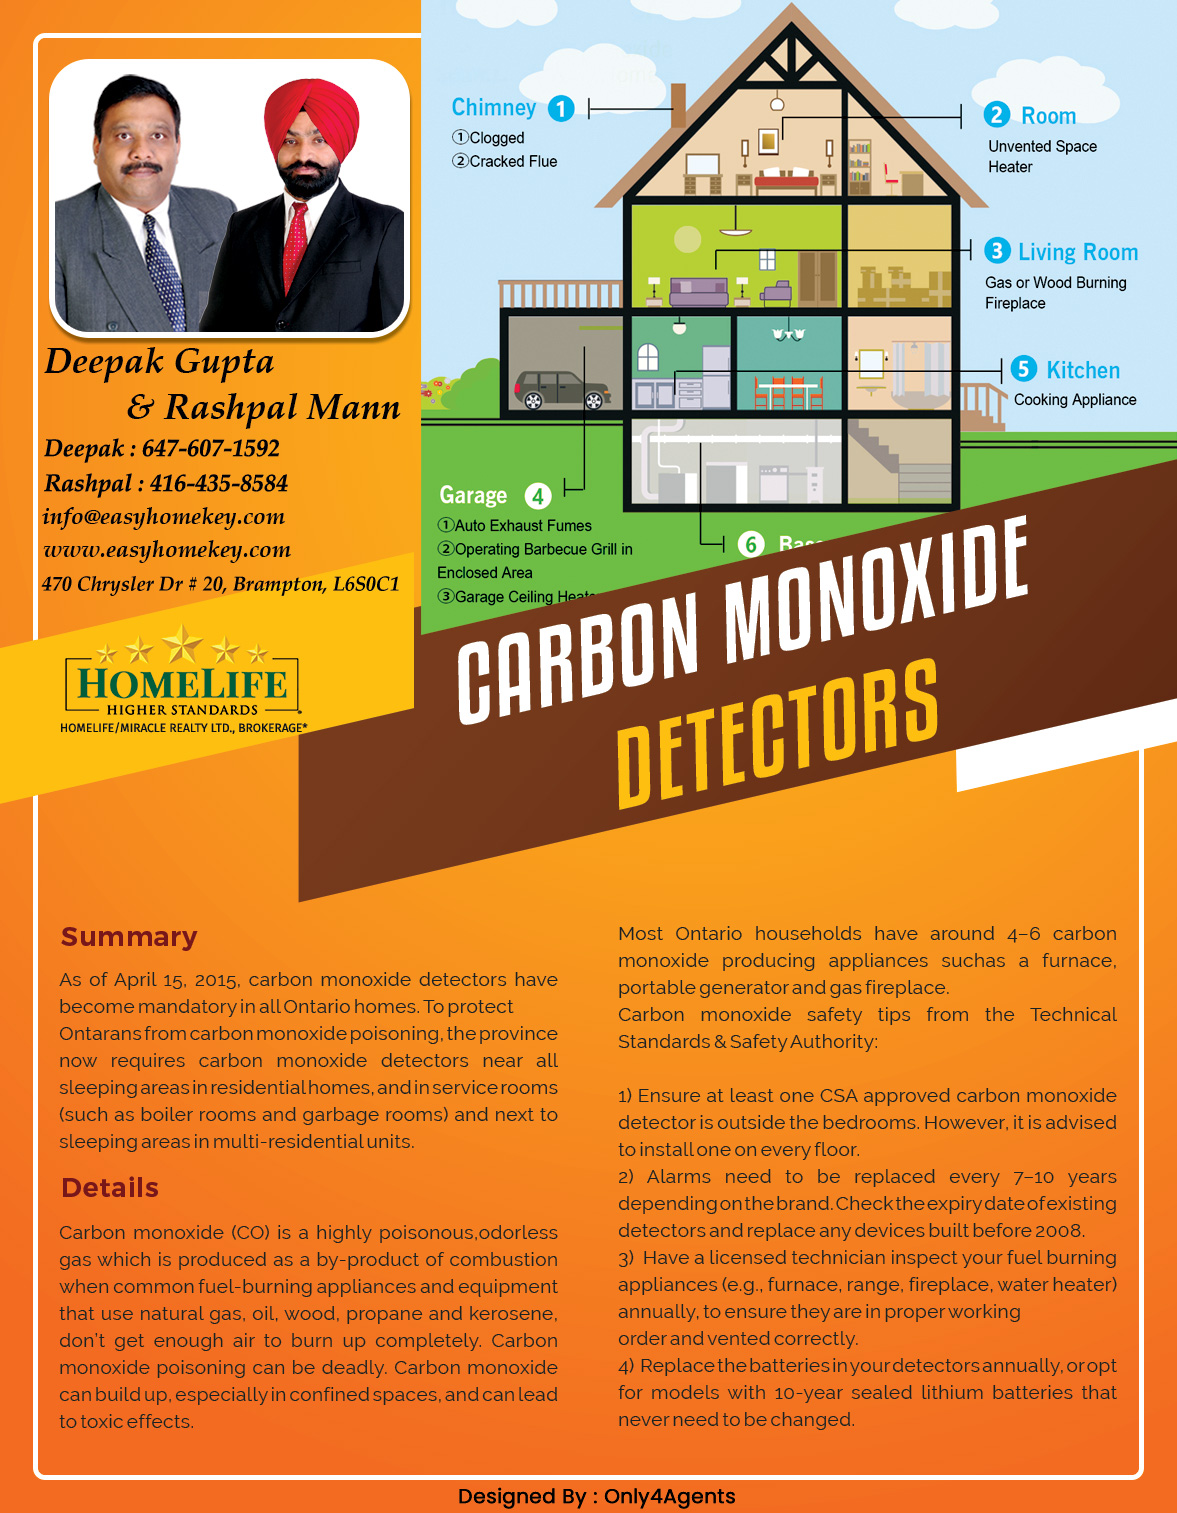 Deepak Gupta
& Rashpal Mann
Deepak : 647-607-1592
Rashpal : 416-435-8584
info@easyhomekey.com
www.easyhomekey.com
470 Chrysler Dr # 20, Brampton, L6S0C1
HOMELIFE
HIGHER STANDARDS
HOMELIFE/MIRACLE REALTY LTD., BROKERAGE*
Chimney 1
①Clogged
②Cracked Flue
2 Room
Unvented Space
Heater
3 Living Room
Gas or Wood Burning
Fireplace
5 Kitchen
Cooking Appliance
Garage 4
①Auto Exhaust Fumes
②Operating Barbecue Grill in
Enclosed Area
③Garage Ceiling
6
CARBON MONOXIDE
DETECTORS
Summary
As of April 15, 2015, carbon monoxide detectors have
become mandatory in all Ontario homes. To protect
Ontarans from carbon monoxide poisoning, the province
now requires carbon monoxide detectors near all
sleeping areas in residential homes, and in service rooms
(such as boiler rooms and garbage rooms) and next to
sleeping areas in multi-residential units.
Details
Carbon monoxide (CO) is a highly poisonous,odorless
gas which is produced as a by-product of combustion
when common fuel-burning appliances and equipment
that use natural gas, oil, wood, propane and kerosene,
don't get enough air to burn up completely. Carbon
monoxide poisoning can be deadly. Carbon monoxide
can build up, especially in confined spaces, and can lead
to toxic effects.
Most Ontario households have around 4–6 carbon
monoxide producing appliances suchas a furnace,
portable generator and gas fireplace.
Carbon monoxide safety tips from the Technical
Standards & Safety Authority:
1) Ensure at least one CSA approved carbon monoxide
detector is outside the bedrooms. However, it is advised
to install one on every floor.
2) Alarms need to be replaced every 7–10 years
depending on the brand. Check the expiry date of existing
detectors and replace any devices built before 2008.
3) Have a licensed technician inspect your fuel burning
appliances (e.g., furnace, range, fireplace, water heater)
annually, to ensure they are in proper working
order and vented correctly.
4) Replace the batteries in your detectors annually, or opt
for models with 10-year sealed lithium batteries that
never need to be changed.
Designed By : Only4Agents